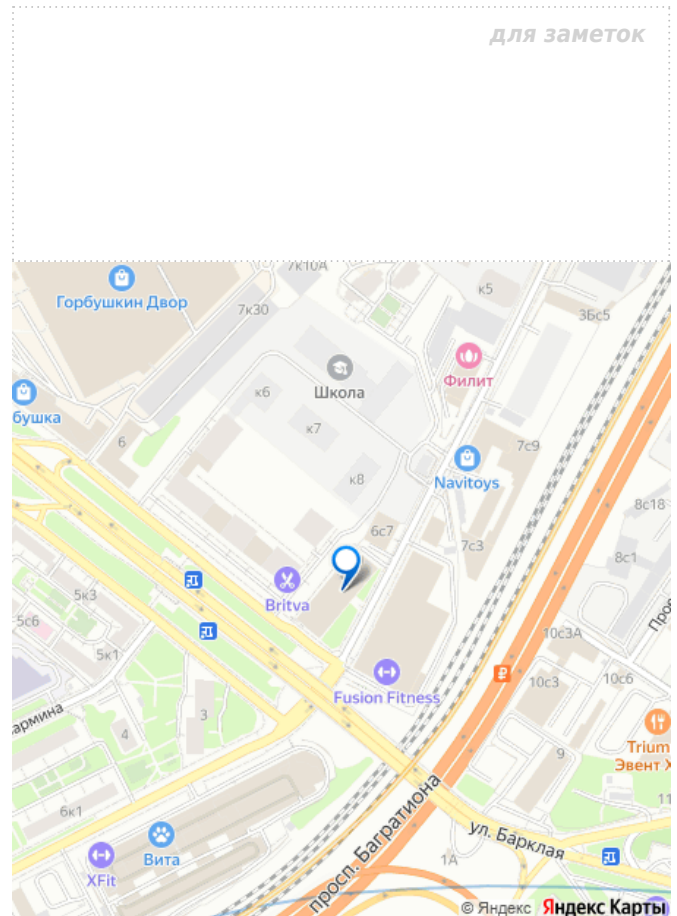 для заметок
7к10А
Горбушкин Двор
7к30
к5
3Бс5
Школа
Филит
бушка
к6
6
к7
7с9
Navitoys
к8
8с18
6с7
7с3
8с1
Britva
5к3
5с6
10с3А
5к1
Fusion Fitness
10с3
10с6
3
4
9
Trium
Эвент Х
просп. Багратиона
6к1
Вита
XFit
ул. Барклая
1А
11
© Яндекс Яндекс Карты